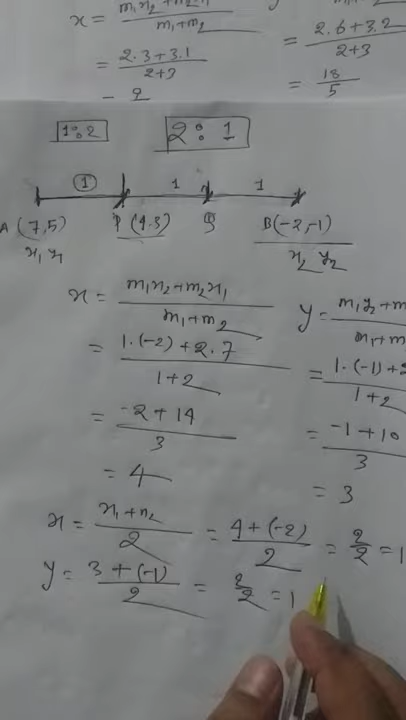 x = m₁x₂ + / m₁+m₂
= 2.3+3.1 / 2+3 = 2.6+3.2 / 2+3
= 9 = 18 / 5
1:2 2:1
1 1 1
A (7,5) P (4.3) Q B(-2,-1)
x₁ y₁ x₂ y₂
x = m₁x₂+m₂x₁ / m₁+m₂ y = m₁y₂+m / m₁+m
= 1.(-2)+2.7 / 1+2 = 1.(-1)+2 / 1+2
= -2+14 / 3 = -1+10 / 3
= 4 = 3
x = x₁+x₂ / 2 = 4+(-2) / 2 = 2/2 = 1
y = 3+(-1) / 2 = 2/2 = 1